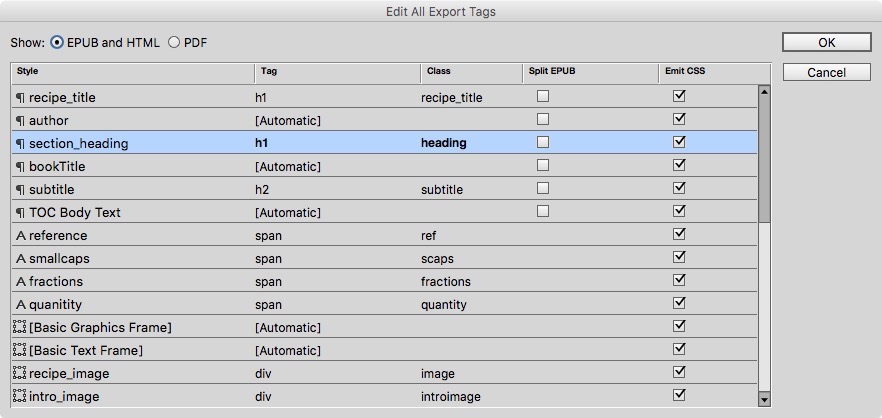 Edit All Export Tags
Show: EPUB and HTML PDF
OK
Cancel
Style Tag Class Split EPUB Emit CSS
¶ recipe_title h1 recipe_title
¶ author [Automatic]
¶ section_heading h1 heading
¶ bookTitle [Automatic]
¶ subtitle h2 subtitle
¶ TOC Body Text [Automatic]
A reference span ref
A smallcaps span scaps
A fractions span fractions
A quanitity span quantity
[Basic Graphics Frame] [Automatic]
[Basic Text Frame] [Automatic]
recipe_image div image
intro_image div introimage